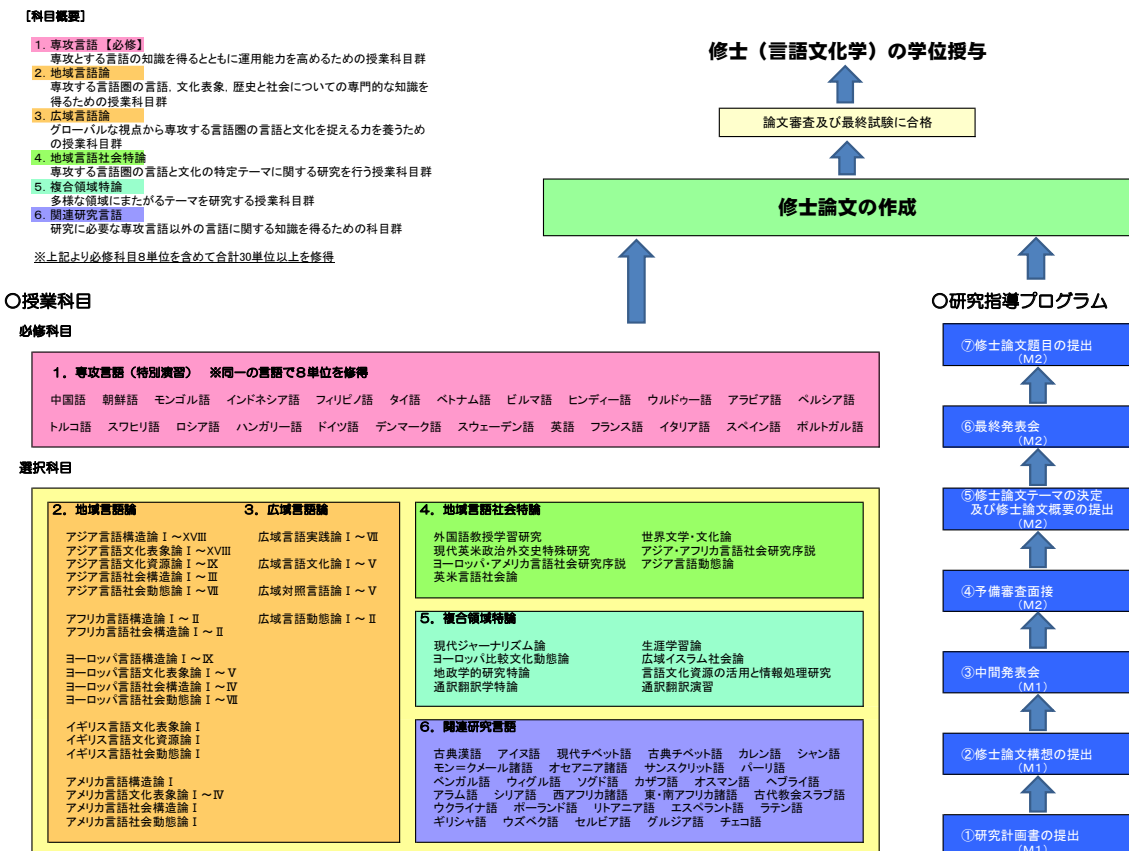 ［科目概要］
1. 専攻言語 【必修】
専攻とする言語の知識を得るとともに運用能力を高めるための授業科目群
2. 地域言語論
専攻する言語圏の言語, 文化表象, 歴史と社会についての専門的な知識を
得るための授業科目群
3. 広域言語論
グローバルな視点から専攻する言語圏の言語と文化を捉える力を養うため
の授業科目群
4. 地域言語社会特論
専攻する言語圏の言語と文化の特定テーマに関する研究を行う授業科目群
5. 複合領域特論
多様な領域にまたがるテーマを研究する授業科目群
6. 関連研究言語
研究に必要な専攻言語以外の言語に関する知識を得るための科目群
※上記より必修科目８単位を含めて合計30単位以上を修得
修士（言語文化学）の学位授与
論文審査及び最終試験に合格
修士論文の作成
〇授業科目
必修科目
１．専攻言語（特別演習）　※同一の言語で８単位を修得
中国語　朝鮮語　モンゴル語　インドネシア語　フィリピノ語　タイ語　ベトナム語　ビルマ語　ヒンディー語　ウルドゥー語　アラビア語　ペルシア語
トルコ語　スワヒリ語　ロシア語　ハンガリー語　ドイツ語　デンマーク語　スウェーデン語　英語　フランス語　イタリア語　スペイン語　ポルトガル語
選択科目
２．地域言語論
アジア言語構造論Ⅰ～XVIII
アジア言語文化表象論Ⅰ～XVIII
アジア言語文化資源論Ⅰ～Ⅸ
アジア言語社会構造論Ⅰ～Ⅲ
アジア言語社会動態論Ⅰ～Ⅶ
アフリカ言語構造論Ⅰ～Ⅱ
アフリカ言語社会構造論Ⅰ～Ⅱ
ヨーロッパ言語構造論Ⅰ～Ⅸ
ヨーロッパ言語文化表象論Ⅰ～Ⅴ
ヨーロッパ言語社会構造論Ⅰ～Ⅳ
ヨーロッパ言語社会動態論Ⅰ～Ⅶ
イギリス言語文化表象論Ⅰ
イギリス言語文化資源論Ⅰ
イギリス言語社会動態論Ⅰ
アメリカ言語構造論Ⅰ
アメリカ言語文化表象論Ⅰ～Ⅳ
アメリカ言語社会構造論Ⅰ
アメリカ言語社会動態論Ⅰ
３．広域言語論
広域言語実践論Ⅰ～Ⅶ
広域言語文化論Ⅰ～Ⅴ
広域対照言語論Ⅰ～Ⅴ
広域言語動態論Ⅰ～Ⅱ
４．地域言語社会特論
外国語教授学習研究　世界文学・文化論
現代英米政治外交史特殊研究　アジア・アフリカ言語社会研究序説
ヨーロッパ・アメリカ言語社会研究序説　アジア言語動態論
英米言語社会論
５．複合領域特論
現代ジャーナリズム論　生涯学習論
ヨーロッパ比較文化動態論　広域イスラム社会論
地政学的研究特論　言語文化資源の活用と情報処理研究
通訳翻訳学特論　通訳翻訳演習
６．関連研究言語
古典漢語　アイヌ語　現代チベット語　古典チベット語　カレン語　シャン語
モン＝クメール諸語　オセアニア諸語　サンスクリット語　パーリ語
ベンガル語　ウィグル語　ソグド語　カザフ語　オスマン語　ヘブライ語
アラム語　シリア語　西アフリカ諸語　東・南アフリカ諸語　古代教会スラブ語
ウクライナ語　ポーランド語　リトアニア語　エスペラント語　ラテン語
ギリシャ語　ウズベク語　セルビア語　グルジア語　チェコ語
〇研究指導プログラム
⑦修士論文題目の提出
（M2）
⑥最終発表会
（M2）
⑤修士論文テーマの決定
及び修士論文概要の提出
（M2）
④予備審査面接
（M2）
③中間発表会
（M1）
②修士論文構想の提出
（M1）
①研究計画書の提出
（M1）